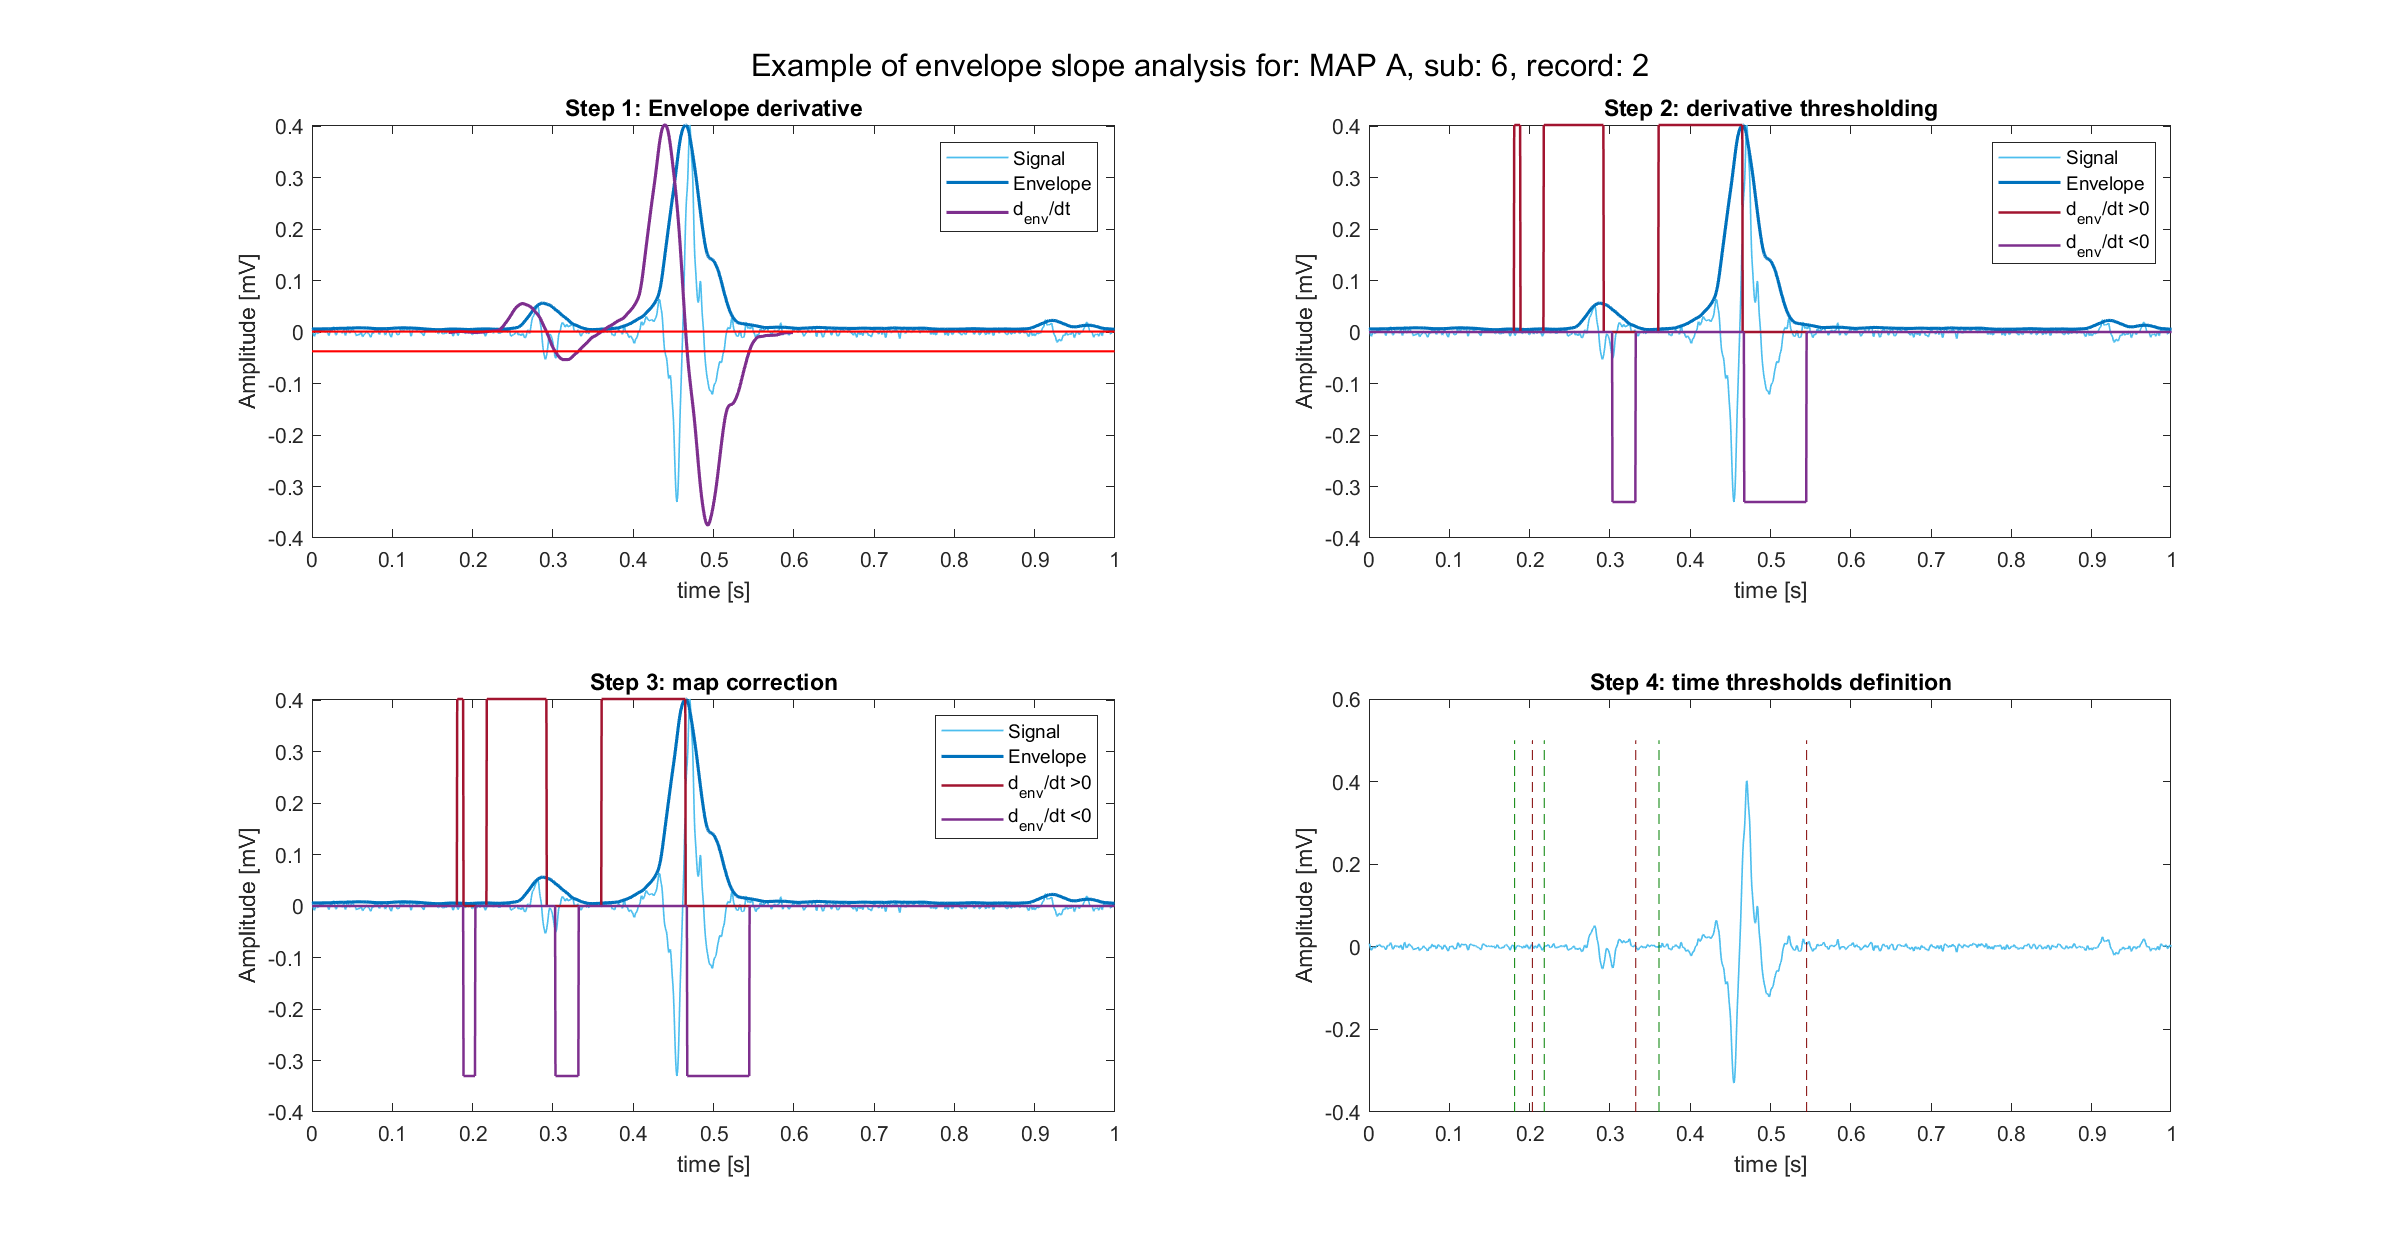 Example of envelope slope analysis for: MAP A, sub: 6, record: 2
Step 1: Envelope derivative
Amplitude [mV]
0.4
0.3
0.2
0.1
0
-0.1
-0.2
-0.3
-0.4
Signal
Envelope
d_env/dt
0 0.1 0.2 0.3 0.4 0.5 0.6 0.7 0.8 0.9 1
time [s]
Step 2: derivative thresholding
Amplitude [mV]
0.4
0.3
0.2
0.1
0
-0.1
-0.2
-0.3
-0.4
Signal
Envelope
d_env/dt >0
d_env/dt <0
0 0.1 0.2 0.3 0.4 0.5 0.6 0.7 0.8 0.9 1
time [s]
Step 3: map correction
Amplitude [mV]
0.4
0.3
0.2
0.1
0
-0.1
-0.2
-0.3
-0.4
Signal
Envelope
d_env/dt >0
d_env/dt <0
0 0.1 0.2 0.3 0.4 0.5 0.6 0.7 0.8 0.9 1
time [s]
Step 4: time thresholds definition
Amplitude [mV]
0.6
0.4
0.2
0
-0.2
-0.4
0 0.1 0.2 0.3 0.4 0.5 0.6 0.7 0.8 0.9 1
time [s]